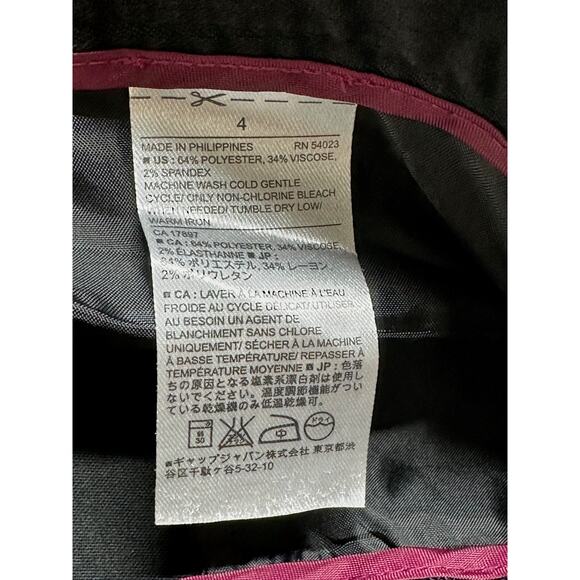 4
MADE IN PHILIPPINES RN 54023
■ US: 64% POLYESTER, 34% VISCOSE,
2% SPANDEX
MACHINE WASH COLD GENTLE
CYCLE/ ONLY NON-CHLORINE BLEACH
WHEN NEEDED/ TUMBLE DRY LOW/
WARM IRON
CA 17897
■ CA: 64% POLYESTER, 34% VISCOSE,
2% ÉLASTHANNE ■ JP:
64% ポリエステル, 34% レーヨン,
2% ポリウレタン
■ CA: LAVER À LA MACHINE À L'EAU
FROIDE AU CYCLE DÉLICAT/UTILISER
AU BESOIN UN AGENT DE
BLANCHIMENT SANS CHLORE
UNIQUEMENT/ SÉCHER À LA MACHINE
À BASSE TEMPÉRATURE/ REPASSER À
TEMPÉRATURE MOYENNE ■ JP: 色落
ちの原因となる塩素系漂白剤は使用し
ないでください。温度調節機能がつい
ている乾燥機のみ低温乾燥可。
弱 30 中 ドライ
■ギャップジャパン株式会社 東京都渋
谷区千駄ヶ谷5-32-10